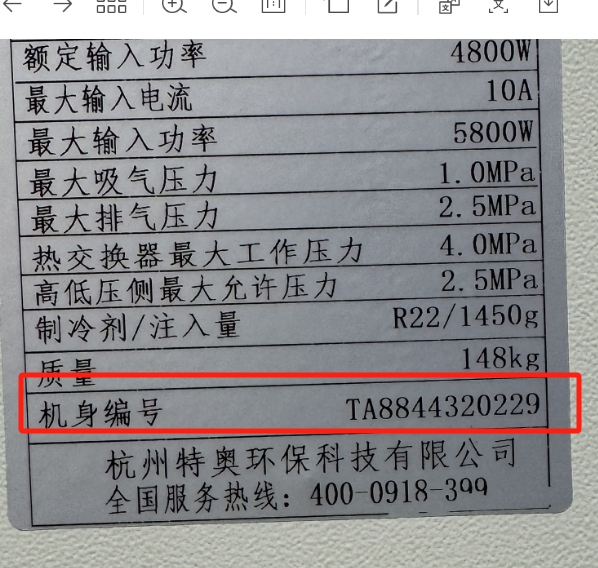 额定输入功率 4800W
最大输入电流 10A
最大输入功率 5800W
最大吸气压力 1.0MPa
最大排气压力 2.5MPa
热交换器最大工作压力 4.0MPa
高低压侧最大允许压力 2.5MPa
制冷剂/注入量 R22/1450g
质量 148kg
机身编号 TA8844320229
杭州特奥环保科技有限公司
全国服务热线: 400-0918-399